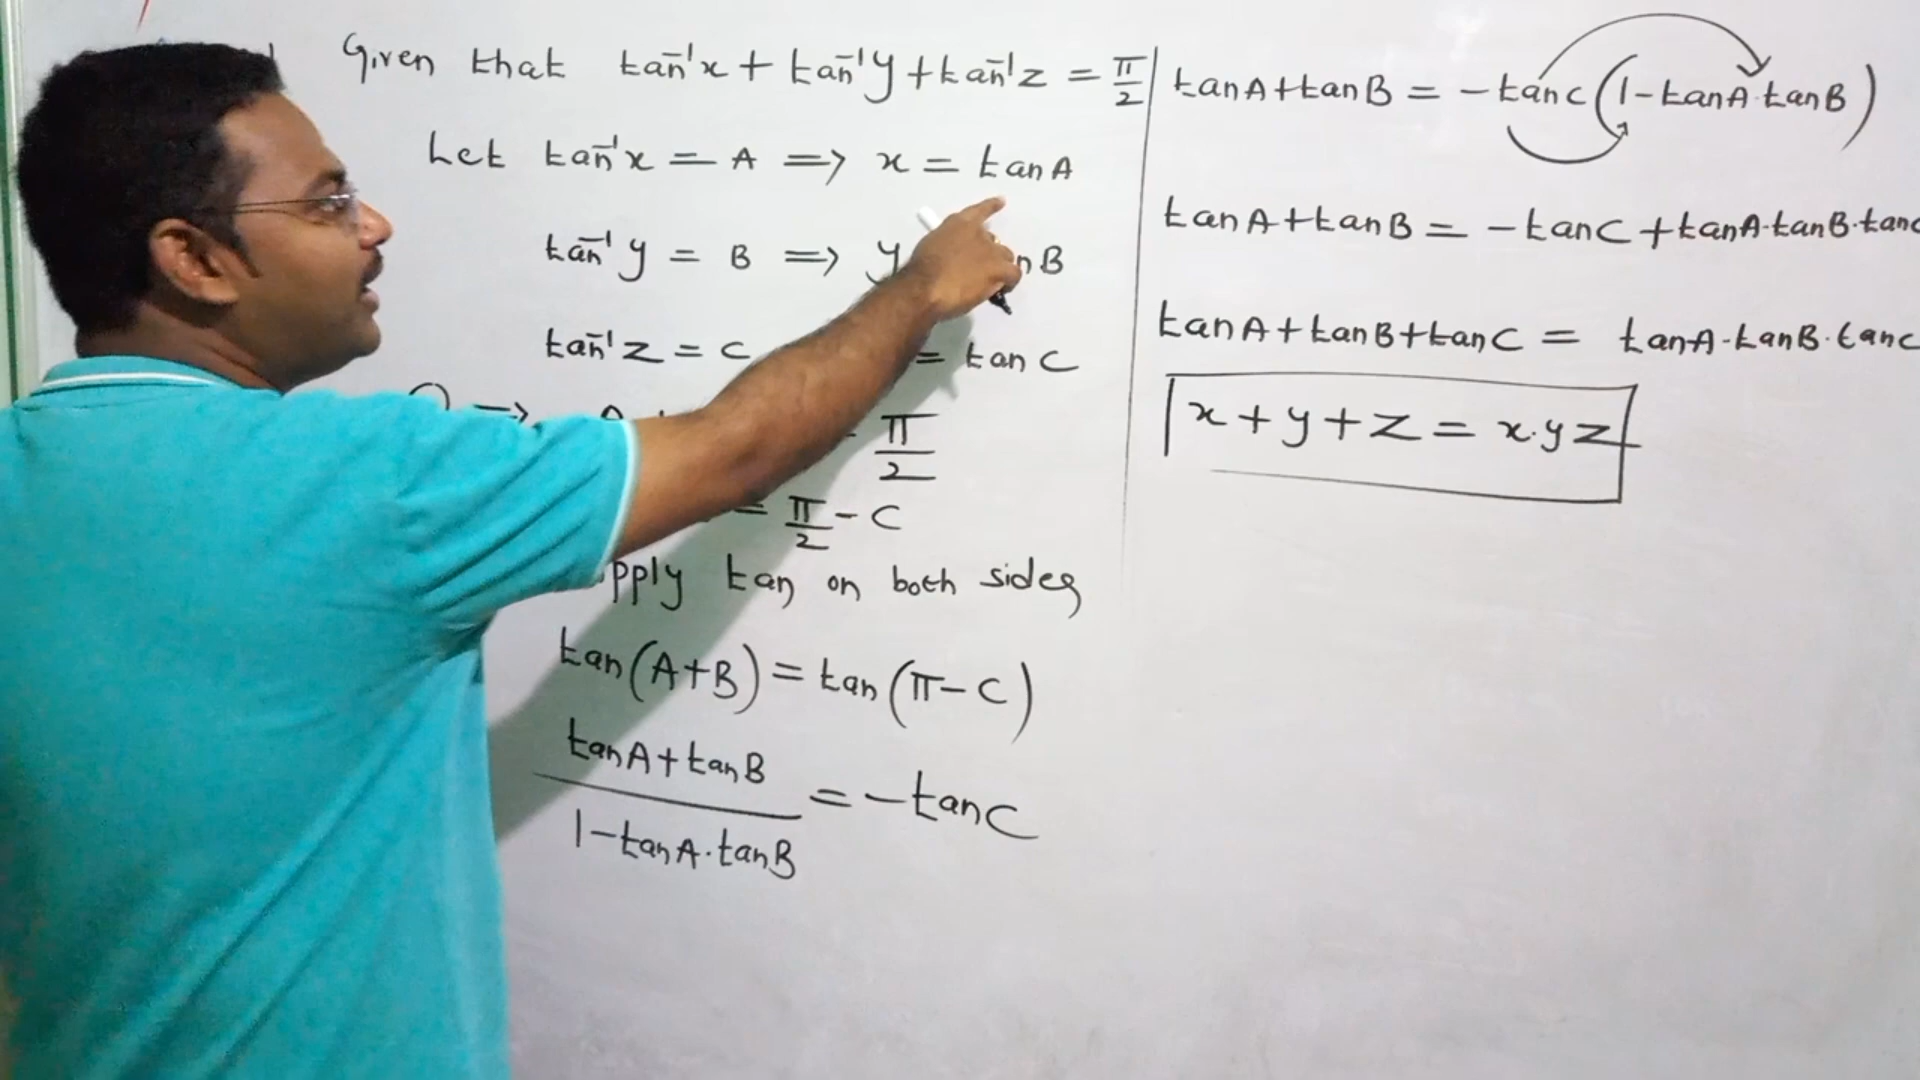 Given that tan⁻¹x + tan⁻¹y + tan⁻¹z = π/2
Let tan⁻¹x = A ⇒ x = tanA
tan⁻¹y = B ⇒ y B
tan⁻¹z = C = tanC
⇒ = π/2
= π/2 - C
pply tan on both sides
tan(A+B) = tan(π-C)
tanA+tanB
/ 1-tanA·tanB = -tanC
tanA+tanB = -tanC(1-tanA·tanB)
tanA+tanB = -tanC+tanA·tanB·tanC
tanA+tanB+tanC = tanA·tanB·tanC
x+y+z = x·yz